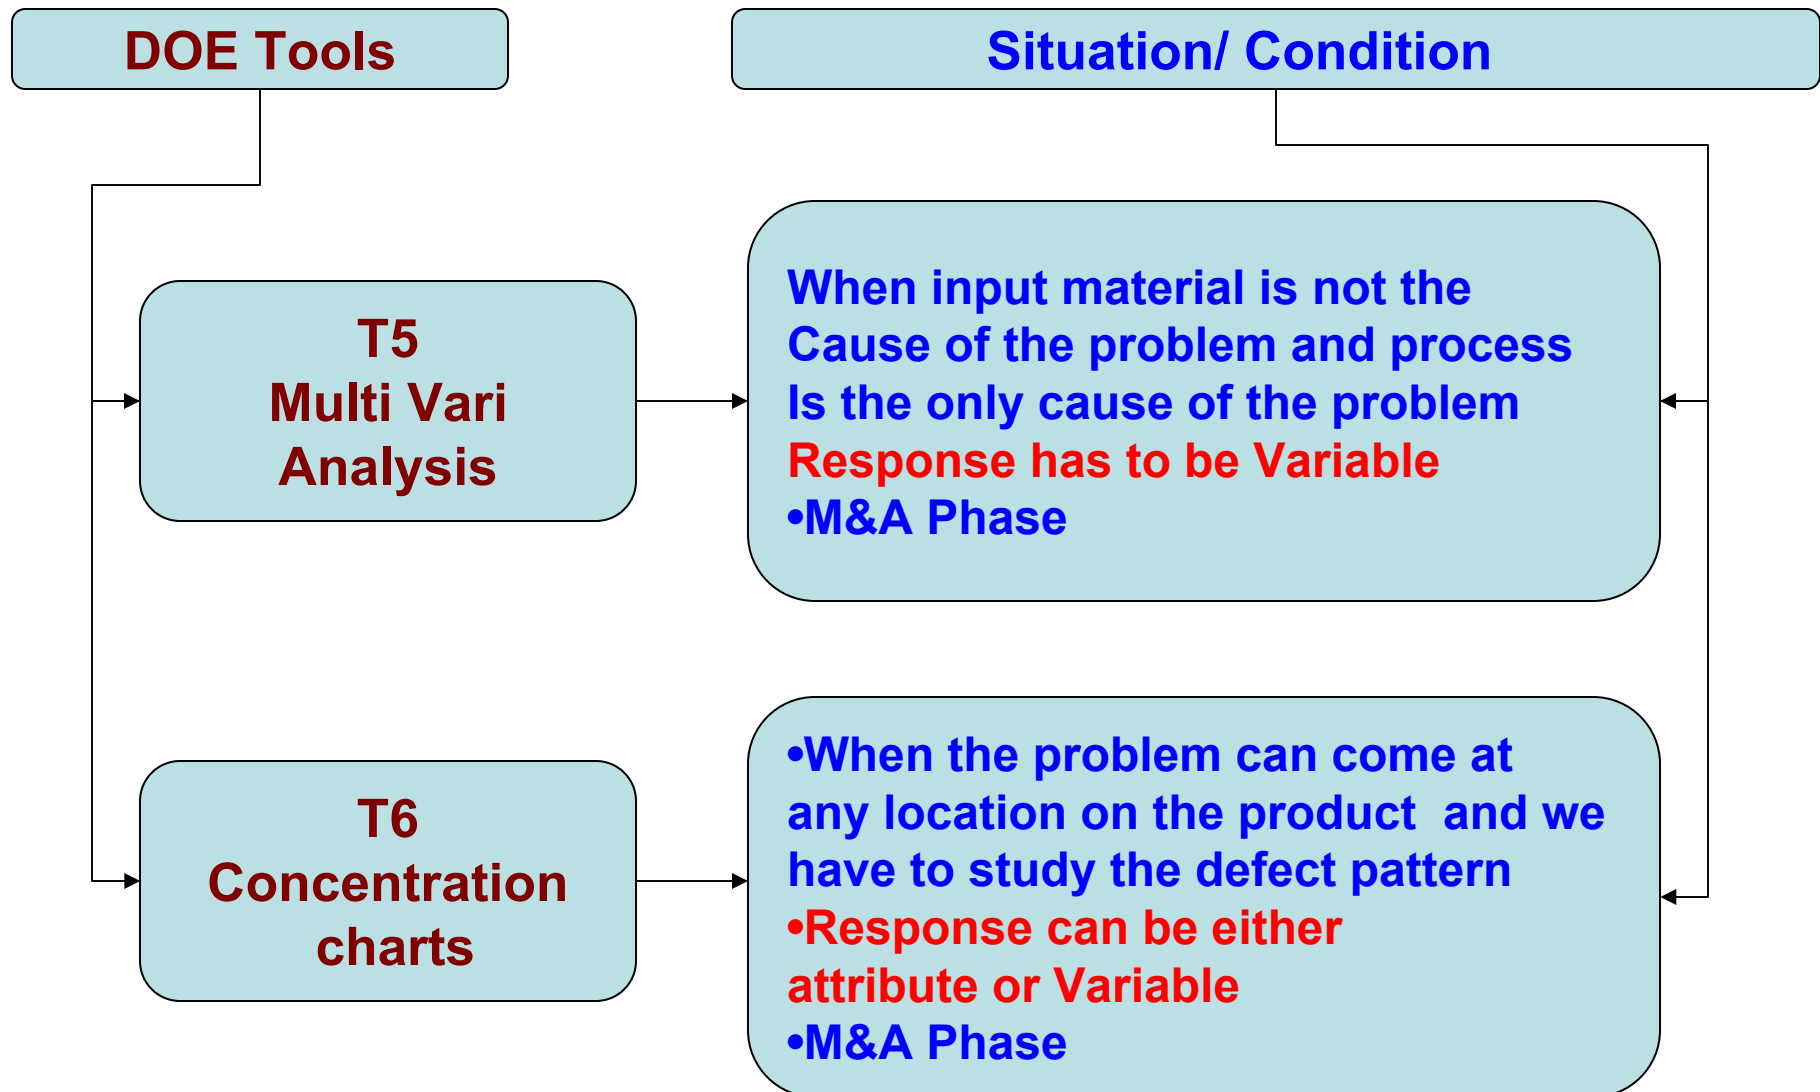 DOE Tools
Situation/ Condition
T5
Multi Vari
Analysis
When input material is not the
Cause of the problem and process
Is the only cause of the problem
Response has to be Variable
•M&A Phase
T6
Concentration
charts
•When the problem can come at
any location on the product  and we
have to study the defect pattern
•Response can be either
attribute or Variable
•M&A Phase